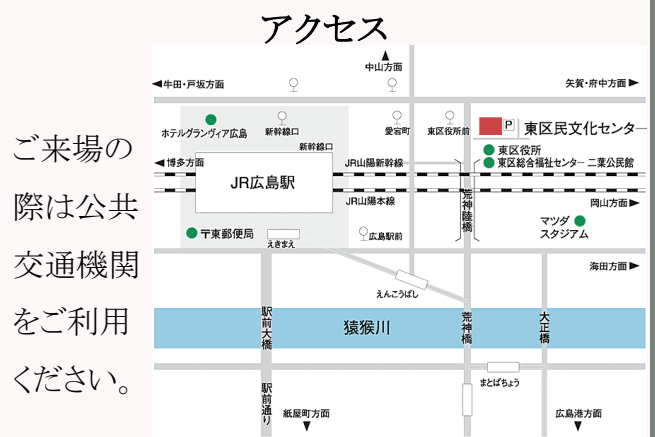 アクセス
ご来場の
際は公共
交通機関
をご利用
ください。
中山方面
牛田・戸坂方面
矢賀・府中方面
ホテルグランヴィア広島
新幹線口
愛宕町
東区役所前
P
東区民文化センター
新幹線口
東区役所
東区総合福祉センター 二葉公民館
博多方面
JR山陽新幹線
JR広島駅
荒神陸橋
JR山陽本線
岡山方面
マツダ
スタジアム
〒東郵便局
えきまえ
広島駅前
海田方面
えんこうばし
駅前大橋
猿猴川
荒神橋
大正橋
まとばちょう
駅前通り
紙屋町方面
広島港方面